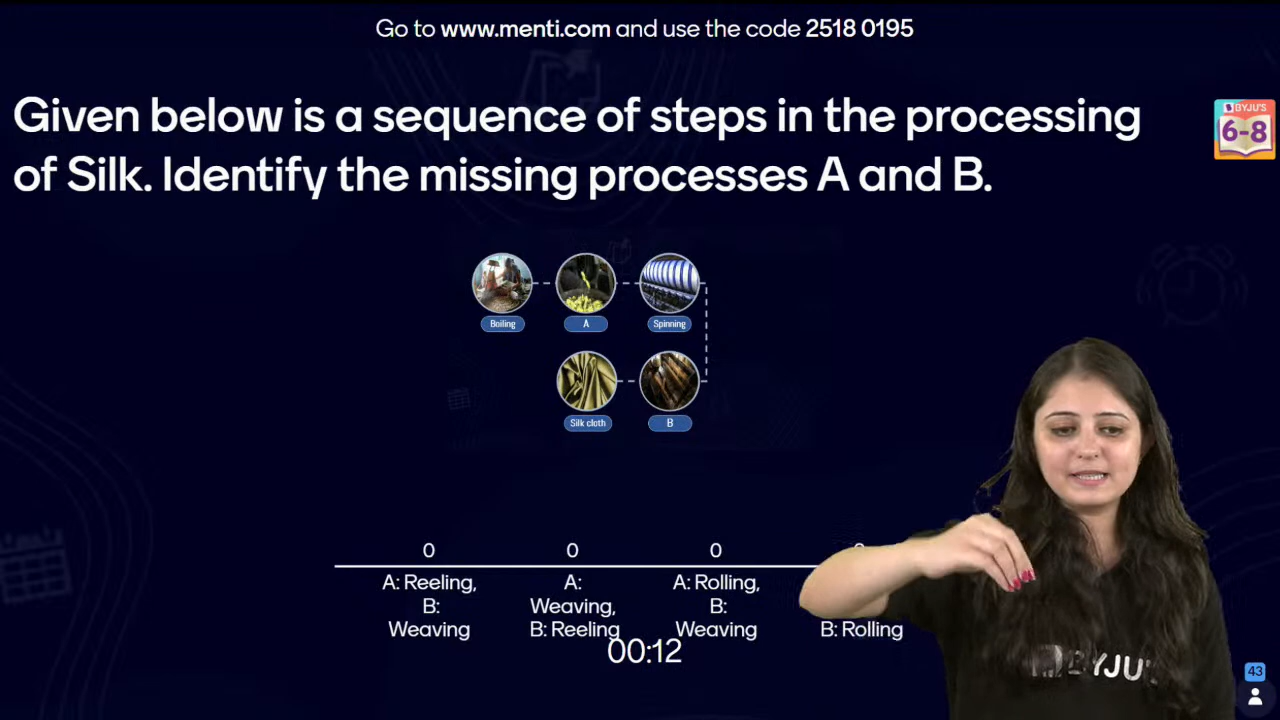 Go to www.menti.com and use the code 2518 0195
Given below is a sequence of steps in the processing
of Silk. Identify the missing processes A and B.
BYJU'S
6-8
Boiling
A
Spinning
Silk cloth
B
0
0
0
A: Reeling,
B:
Weaving
A:
Weaving,
B: Reeling
A: Rolling,
B:
Weaving
B: Rolling
00:12
BYJU'
43